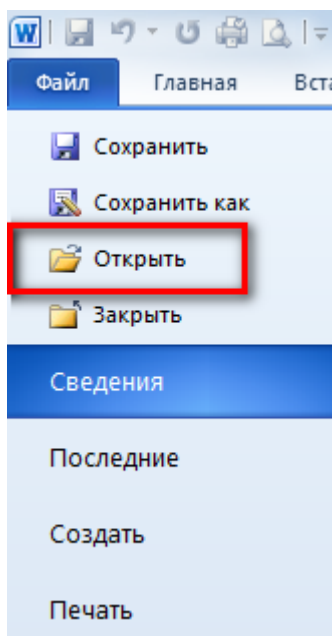 W
Файл Главная Вста
Сохранить
Сохранить как
Открыть
Закрыть
Сведения
Последние
Создать
Печать